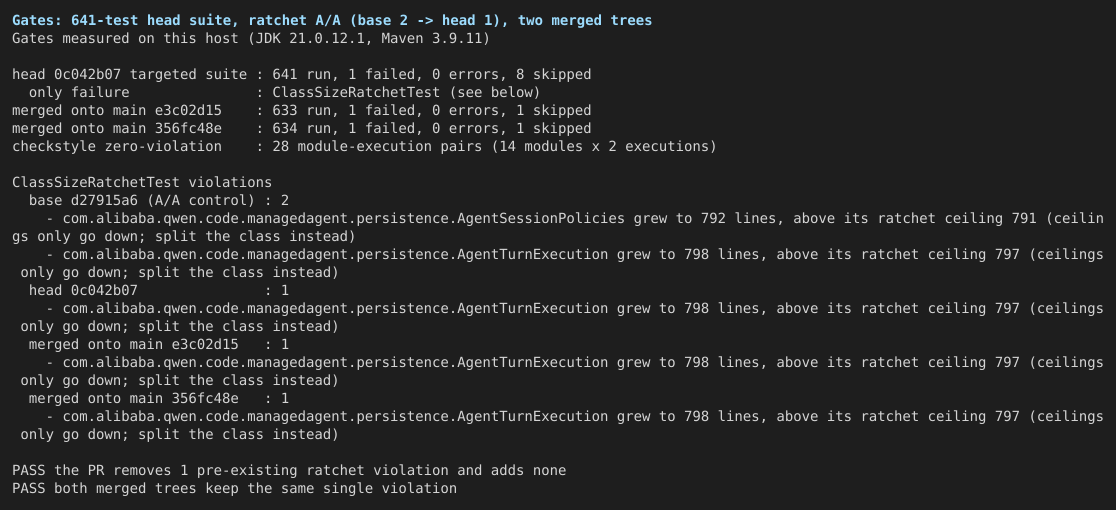 Gates: 641-test head suite, ratchet A/A (base 2 -> head 1), two merged trees
Gates measured on this host (JDK 21.0.12.1, Maven 3.9.11)
head 0c042b07 targeted suite : 641 run, 1 failed, 0 errors, 8 skipped
  only failure               : ClassSizeRatchetTest (see below)
merged onto main e3c02d15    : 633 run, 1 failed, 0 errors, 1 skipped
merged onto main 356fc48e    : 634 run, 1 failed, 0 errors, 1 skipped
checkstyle zero-violation    : 28 module-execution pairs (14 modules x 2 executions)
ClassSizeRatchetTest violations
  base d27915a6 (A/A control) : 2
    - com.alibaba.qwen.code.managedagent.persistence.AgentSessionPolicies grew to 792 lines, above its ratchet ceiling 791 (ceilin
gs only go down; split the class instead)
    - com.alibaba.qwen.code.managedagent.persistence.AgentTurnExecution grew to 798 lines, above its ratchet ceiling 797 (ceilings
 only go down; split the class instead)
  head 0c042b07               : 1
    - com.alibaba.qwen.code.managedagent.persistence.AgentTurnExecution grew to 798 lines, above its ratchet ceiling 797 (ceilings
 only go down; split the class instead)
  merged onto main e3c02d15   : 1
    - com.alibaba.qwen.code.managedagent.persistence.AgentTurnExecution grew to 798 lines, above its ratchet ceiling 797 (ceilings
 only go down; split the class instead)
  merged onto main 356fc48e   : 1
    - com.alibaba.qwen.code.managedagent.persistence.AgentTurnExecution grew to 798 lines, above its ratchet ceiling 797 (ceilings
 only go down; split the class instead)
PASS the PR removes 1 pre-existing ratchet violation and adds none
PASS both merged trees keep the same single violation